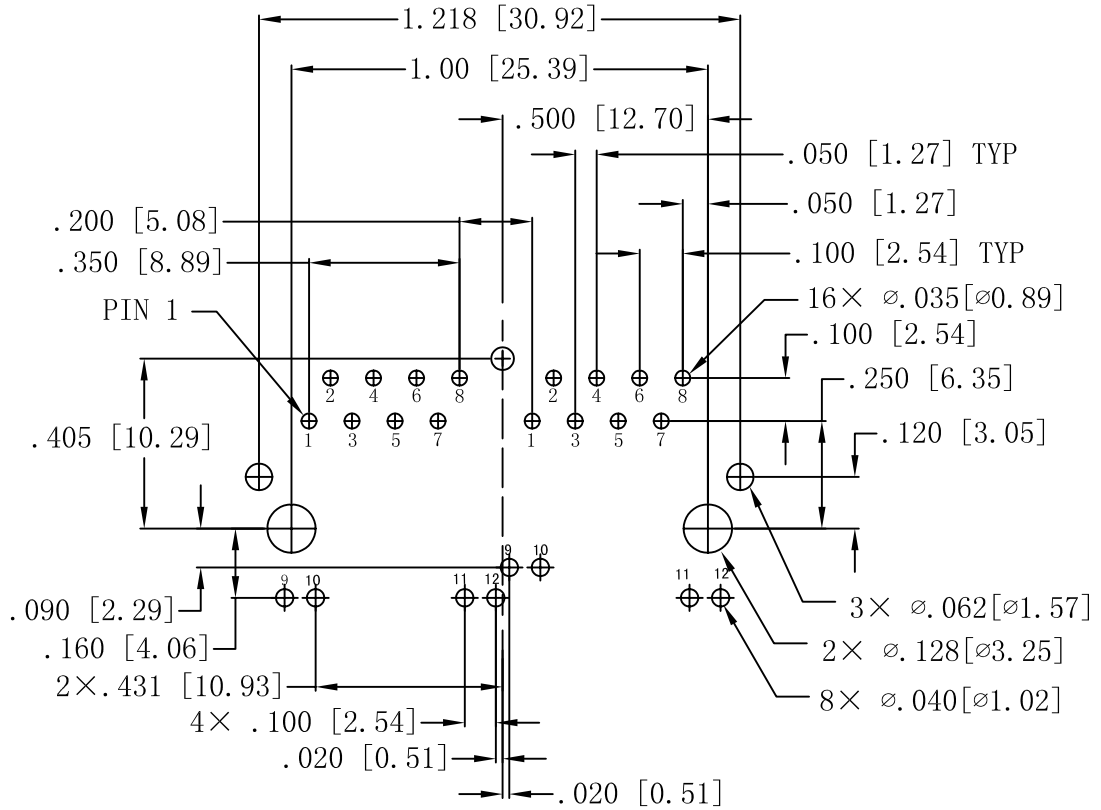 1.218 [30.92]
1.00 [25.39]
.500 [12.70]
.050 [1.27] TYP
.050 [1.27]
.200 [5.08]
.350 [8.89]
.100 [2.54] TYP
PIN 1
16× ⌀.035[⌀0.89]
.100 [2.54]
2 4 6 8 2 4 6 8
.250 [6.35]
1 3 5 7 1 3 5 7
.405 [10.29]
.120 [3.05]
9 10
9 10 11 12 11 12
.090 [2.29]
3× ⌀.062[⌀1.57]
.160 [4.06]
2× ⌀.128[⌀3.25]
2×.431 [10.93]
8× ⌀.040[⌀1.02]
4× .100 [2.54]
.020 [0.51]
.020 [0.51]